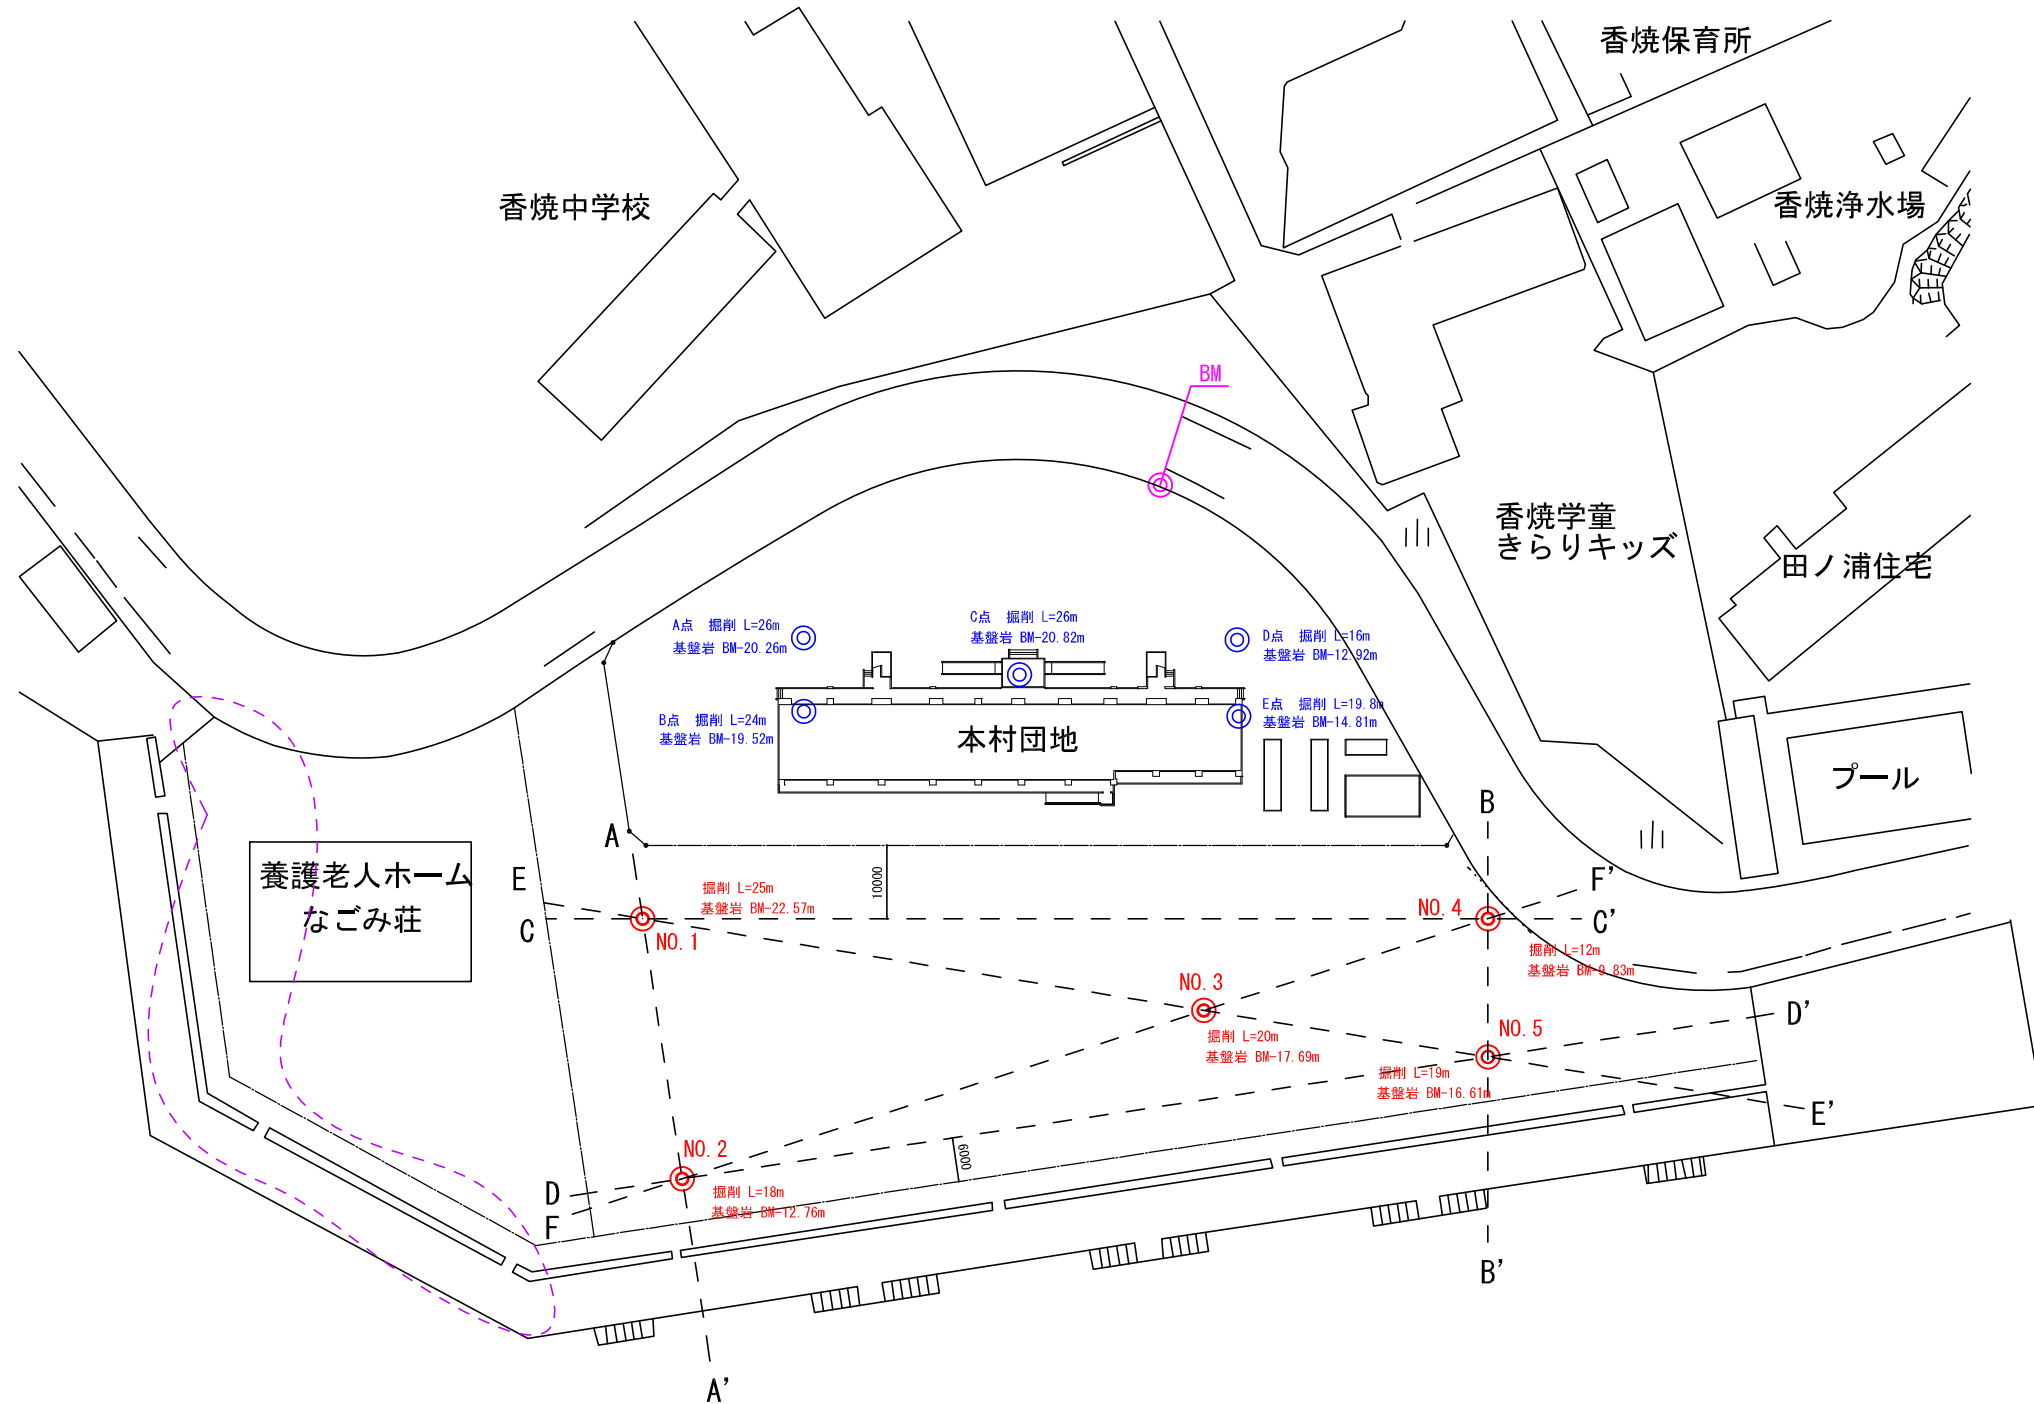 香焼保育所
香焼中学校
香焼浄水場
BM
香焼学童
きらりキッズ
田ノ浦住宅
A点　掘削 L=26m
基盤岩 BM-20.26m
C点　掘削 L=26m
基盤岩 BM-20.82m
D点　掘削 L=16m
基盤岩 BM-12.92m
B点　掘削 L=24m
基盤岩 BM-19.52m
E点　掘削 L=19.8m
基盤岩 BM-14.81m
本村団地
プール
B
A
養護老人ホーム
なごみ荘
E
C
掘削 L=25m
基盤岩 BM-22.57m
10000
NO.1
NO.4
F'
C'
掘削 L=12m
基盤岩 BM-9.83m
NO.3
掘削 L=20m
基盤岩 BM-17.69m
NO.5
D'
掘削 L=19m
基盤岩 BM-16.61m
E'
NO.2
6000
D
F
掘削 L=18m
基盤岩 BM-12.76m
B'
A'